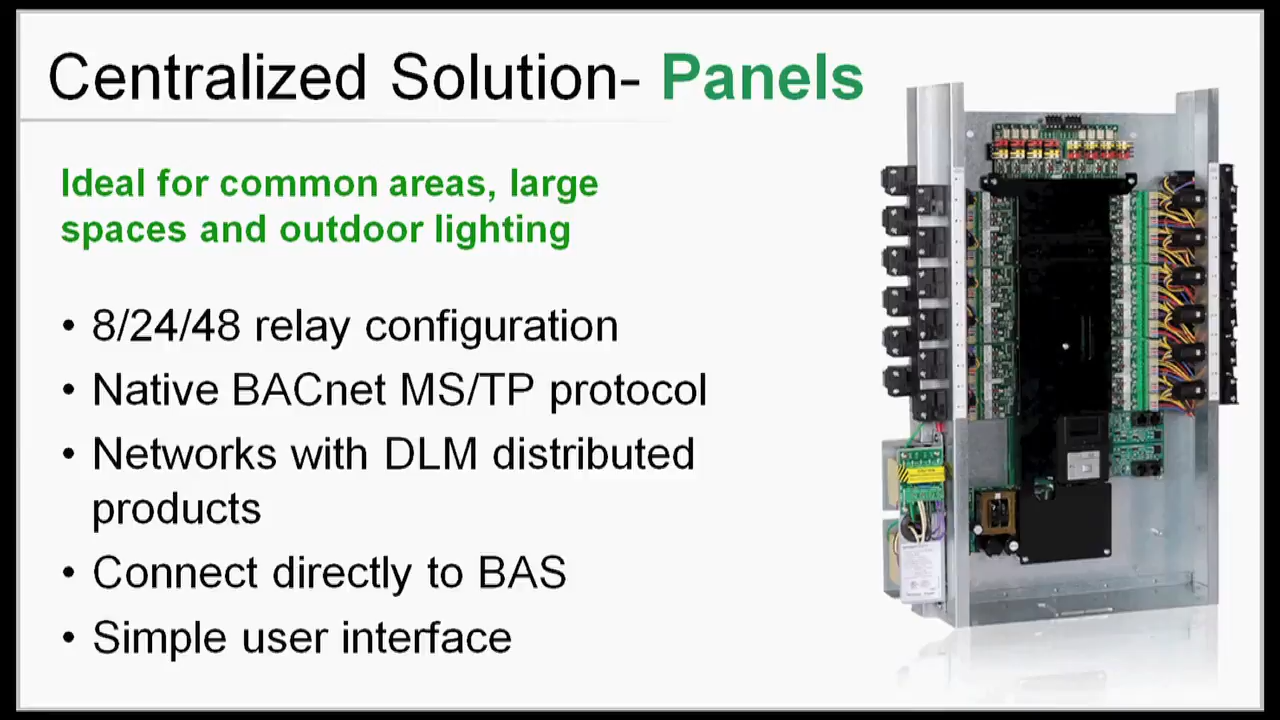 Centralized Solution- Panels
Ideal for common areas, large
spaces and outdoor lighting
• 8/24/48 relay configuration
• Native BACnet MS/TP protocol
• Networks with DLM distributed
products
• Connect directly to BAS
• Simple user interface